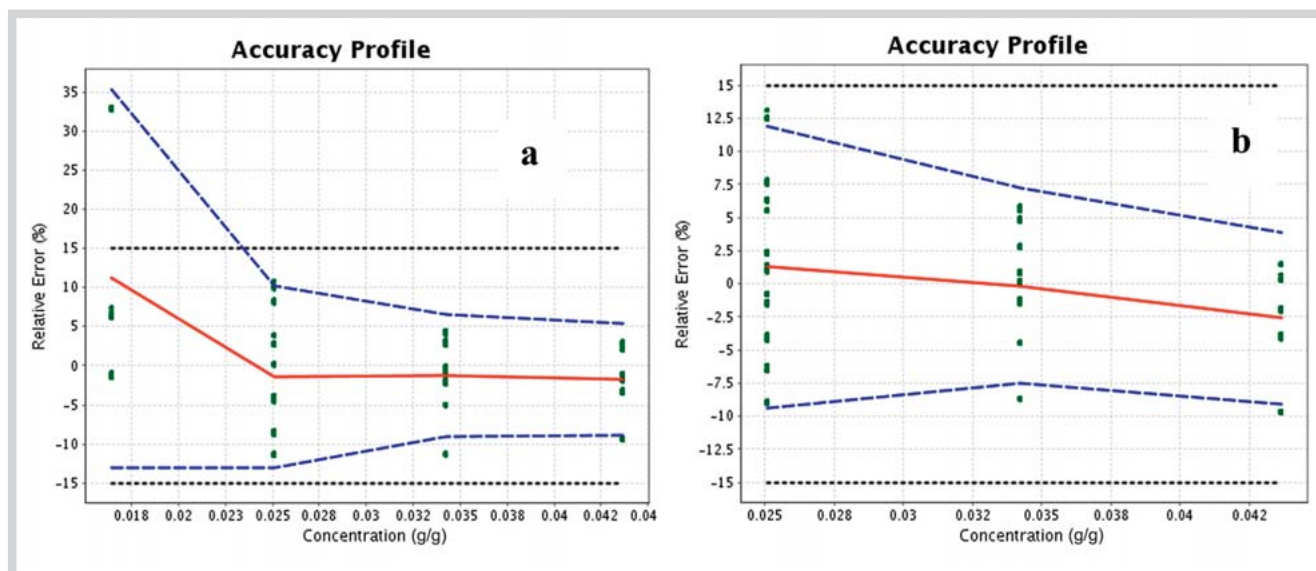 Accuracy Profile
a
Relative Error (%)
35
30
25
20
15
10
5
0
-5
-10
-15
0.018 0.02 0.023 0.025 0.028 0.03 0.033 0.035 0.038 0.04 0.042 0.04
Concentration (g/g)
Accuracy Profile
b
Relative Error (%)
15
12.5
10
7.5
5
2.5
0
-2.5
-5
-7.5
-10
-12.5
-15
0.025 0.028 0.03 0.033 0.035 0.038 0.04 0.042
Concentration (g/g)